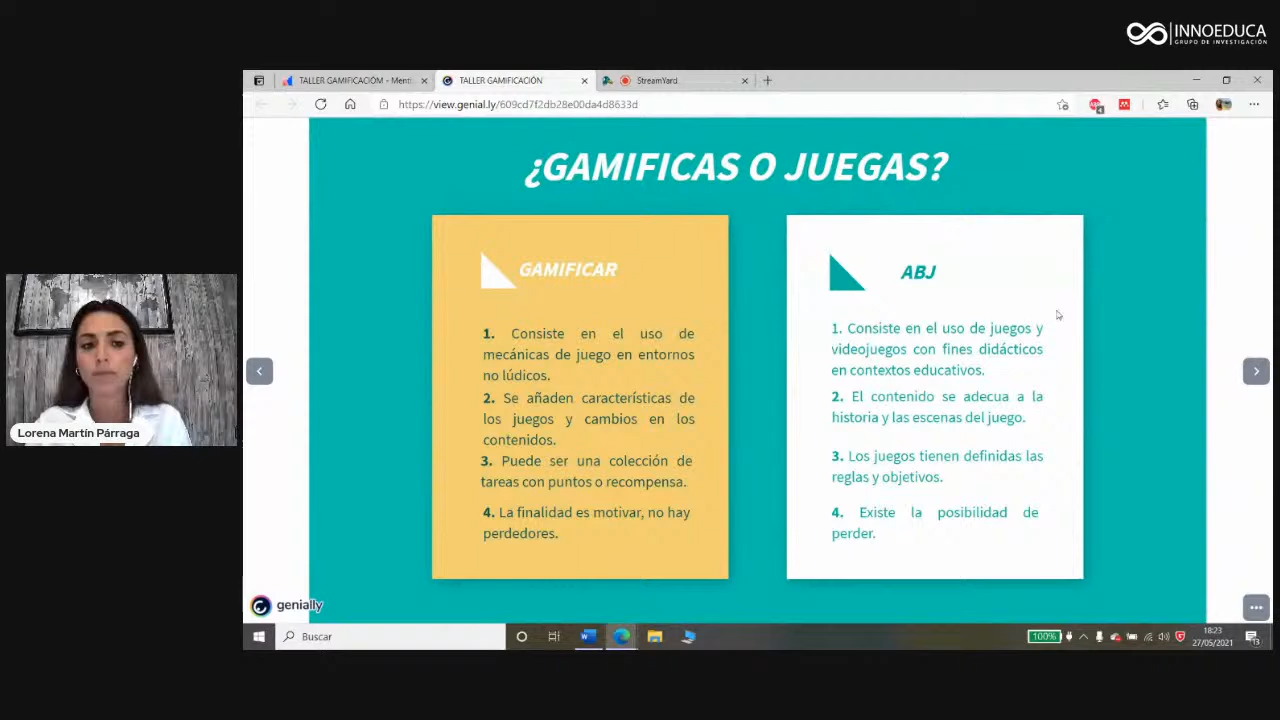 INNOEDUCA
GRUPO DE INVESTIGACIÓN
TALLER GAMIFICACIÓM - Menti
TALLER GAMIFICACIÓN
StreamYard
https://view.genial.ly/609cd7f2db28e00da4d8633d
¿GAMIFICAS O JUEGAS?
GAMIFICAR
1. Consiste en el uso de
mecánicas de juego en entornos
no lúdicos.
2. Se añaden características de
los juegos y cambios en los
contenidos.
3. Puede ser una colección de
tareas con puntos o recompensa.
4. La finalidad es motivar, no hay
perdedores.
ABJ
1. Consiste en el uso de juegos y
videojuegos con fines didácticos
en contextos educativos.
2. El contenido se adecua a la
historia y las escenas del juego.
3. Los juegos tienen definidas las
reglas y objetivos.
4. Existe la posibilidad de
perder.
Lorena Martín Párraga
genially
Buscar
100%
18:23
27/05/2021